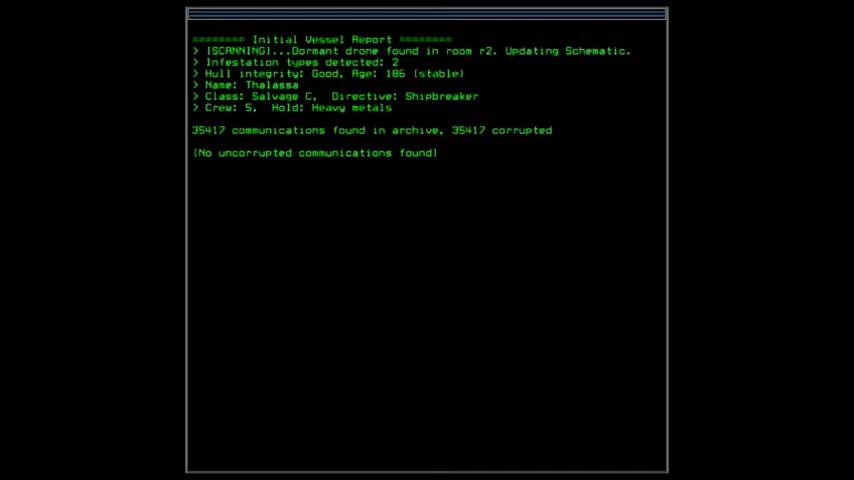 ======== Initial Vessel Report ========
> [SCANNING]...Dormant drone found in room r2. Updating Schematic.
> Infestation types detected: 2
> Hull integrity: Good, Age: 186 (stable)
> Name: Thalassa
> Class: Salvage C, Directive: Shipbreaker
> Crew: 5, Hold: Heavy metals
35417 communications found in archive, 35417 corrupted
[No uncorrupted communications found]